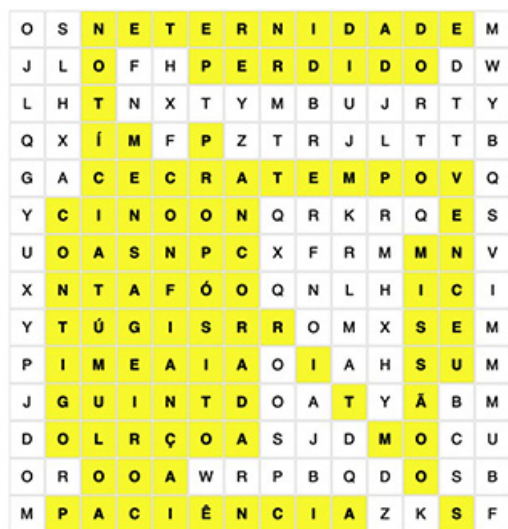 O S N E T E R N I D A D E M
J L O F H P E R D I D O D W
L H T N X T Y M B U J R T Y
Q X Í M F P Z T R J L T T B
G A C E C R A T E M P O V Q
Y C I N O O N Q R K R Q E S
U O A S N P C X F R M M N V
X N T A F Ó O Q N L H I C I
Y T Ú G I S R R O M X S E M
P I M E A I A O I A H S U M
J G U I N T D O A T Y Ã B M
D O L R Ç O A S J D M O C U
O R O O A W R P B Q D O S B
M P A C I Ê N C I A Z K S F